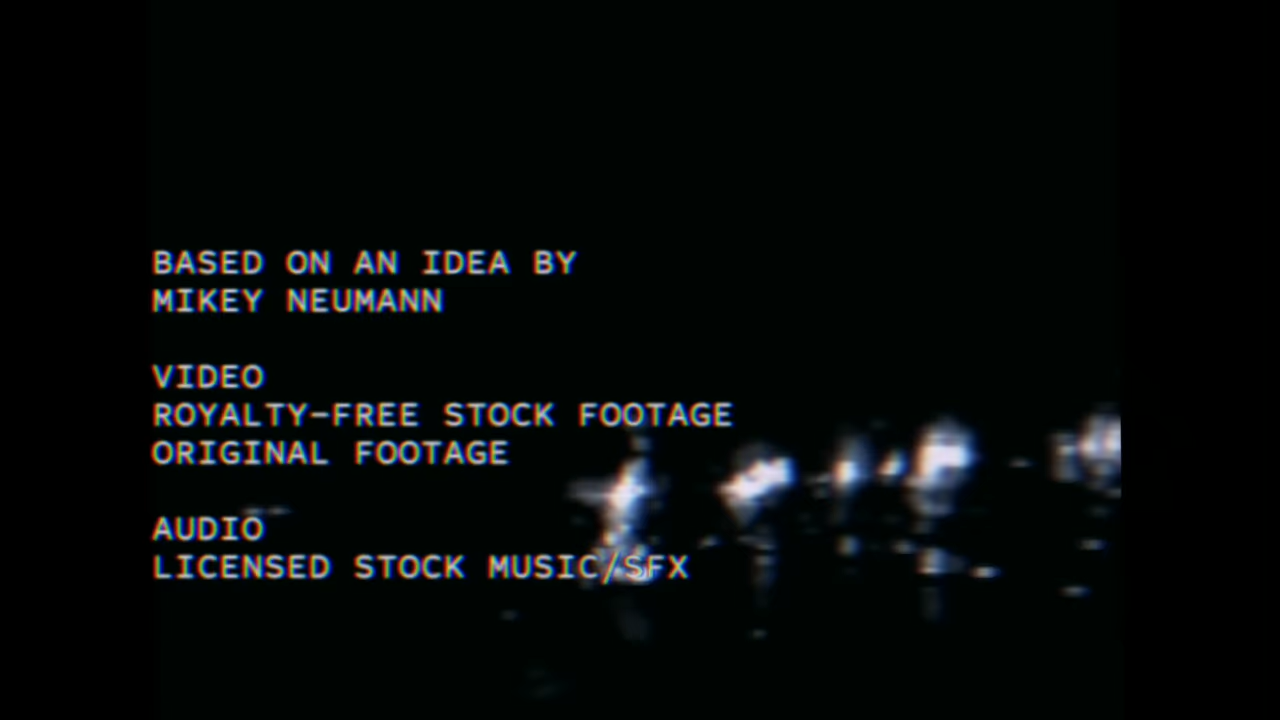 BASED ON AN IDEA BY
MIKEY NEUMANN
VIDEO
ROYALTY-FREE STOCK FOOTAGE
ORIGINAL FOOTAGE
AUDIO
LICENSED STOCK MUSIC/SFX